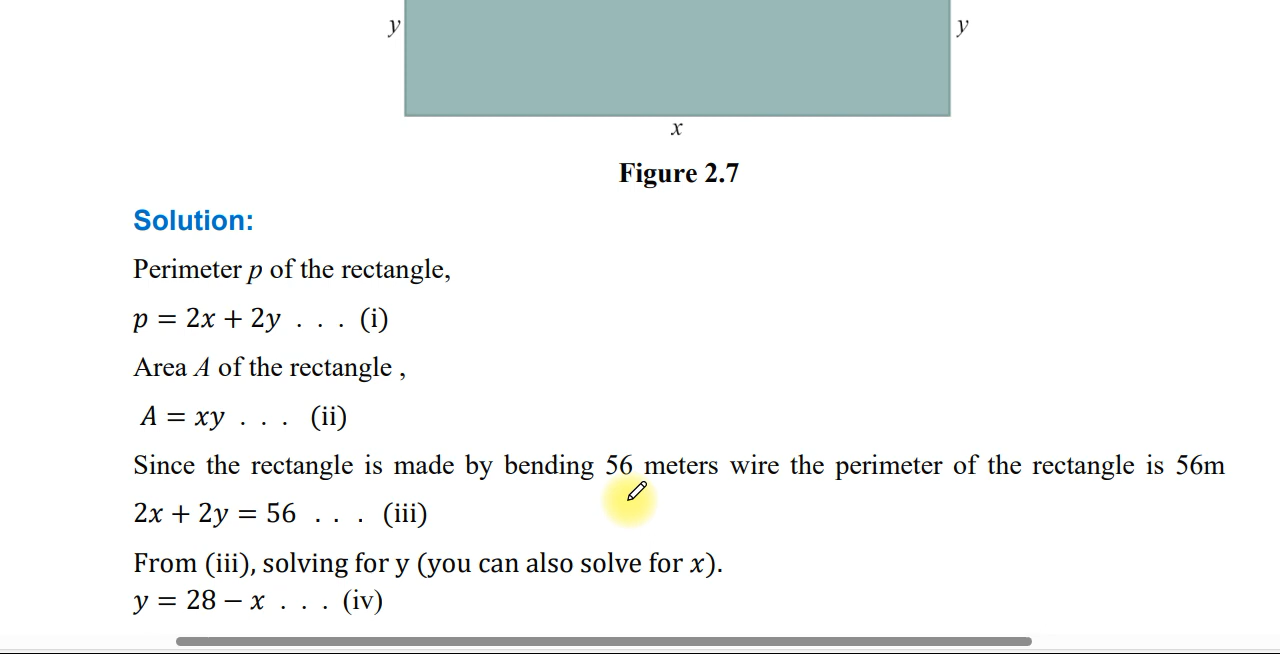 y y
x
Figure 2.7
Solution:
Perimeter p of the rectangle,
p = 2x + 2y . . . (i)
Area A of the rectangle ,
A = xy . . . (ii)
Since the rectangle is made by bending 56 meters wire the perimeter of the rectangle is 56m
2x + 2y = 56 . . . (iii)
From (iii), solving for y (you can also solve for x).
y = 28 − x . . . (iv)